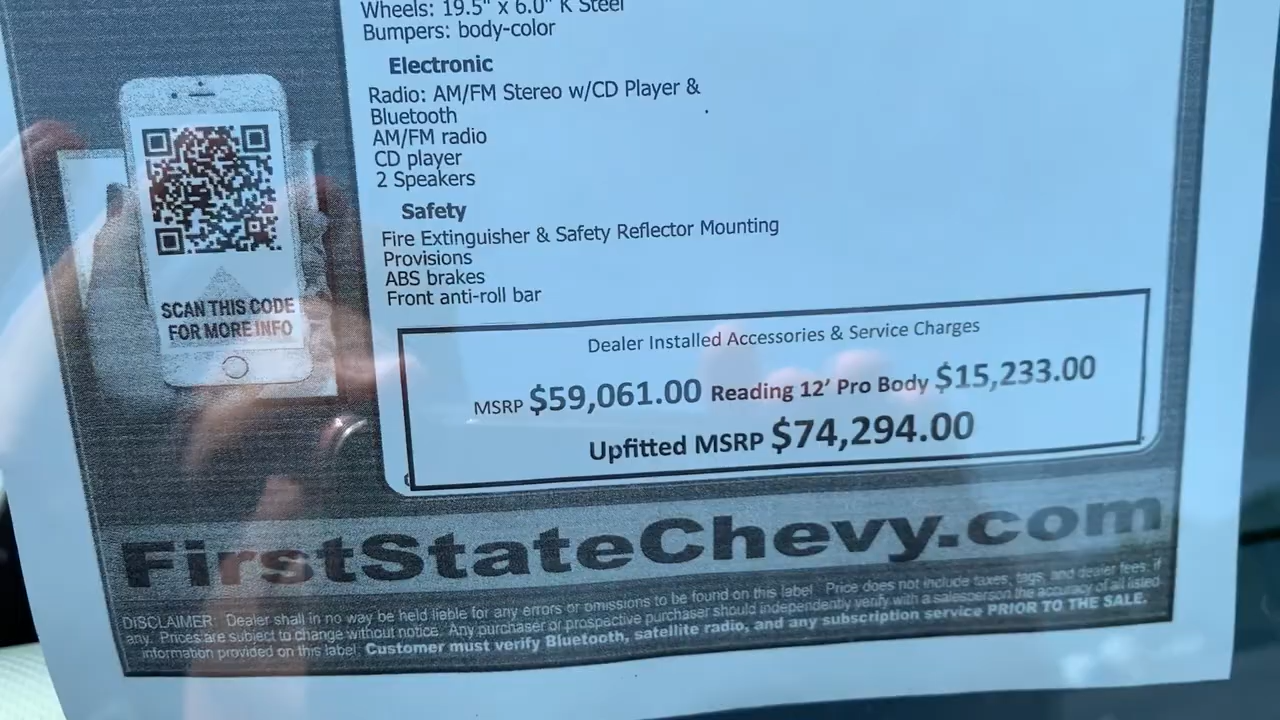 Wheels: 19.5" x 6.0" K Steel
Bumpers: body-color
Electronic
Radio: AM/FM Stereo w/CD Player &
Bluetooth
AM/FM radio
CD player
2 Speakers
Safety
Fire Extinguisher & Safety Reflector Mounting
Provisions
ABS brakes
Front anti-roll bar
SCAN THIS CODE
FOR MORE INFO
Dealer Installed Accessories & Service Charges
MSRP $59,061.00 Reading 12' Pro Body $15,233.00
Upfitted MSRP $74,294.00
FirstStateChevy.com
DISCLAIMER: Dealer shall in no way be held liable for any errors or omissions to be found on this label. Price does not include taxes, tags, and dealer fees, if
any. Prices are subject to change without notice. Any purchaser or prospective purchaser should independently verify with a salesperson the accuracy of all listed
information provided on this label. Customer must verify Bluetooth, satellite radio, and any subscription service PRIOR TO THE SALE.